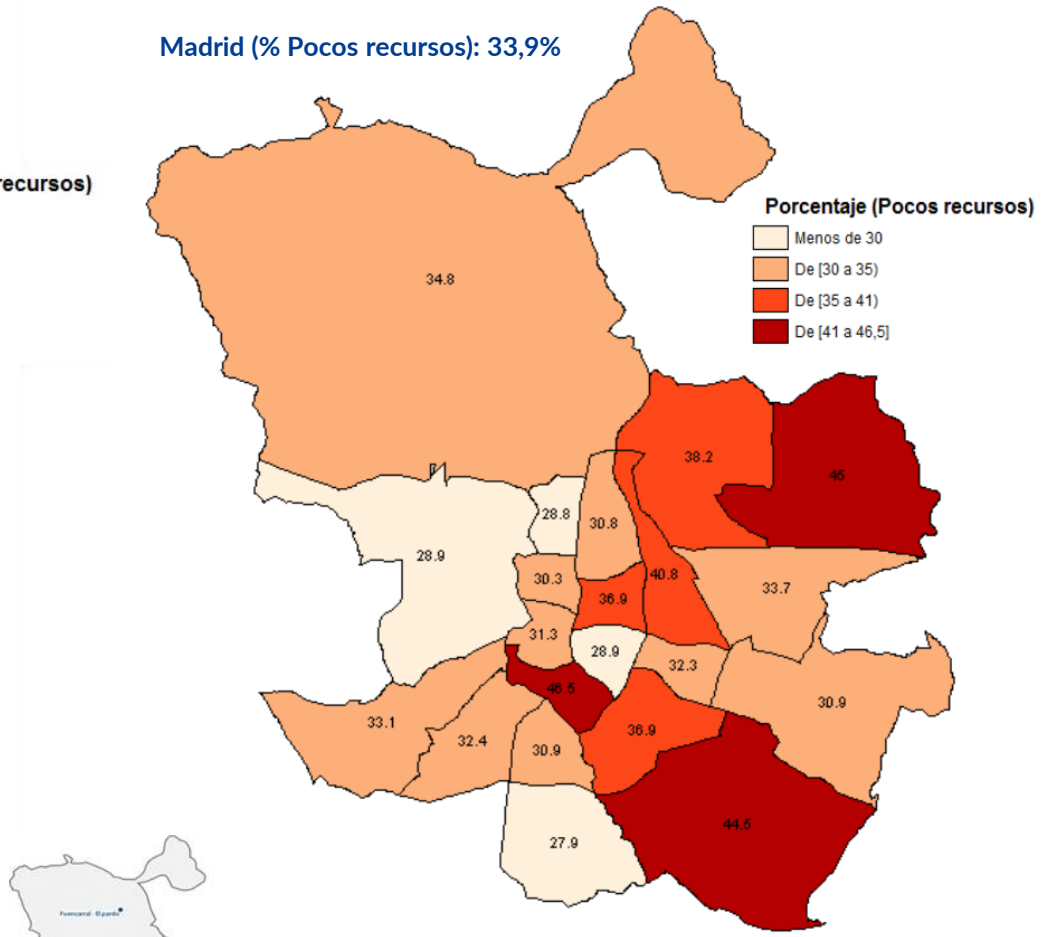 Madrid (% Pocos recursos): 33,9%
recursos)
Porcentaje (Pocos recursos)
Menos de 30
De [30 a 35)
De [35 a 41)
De [41 a 46,5]
34.8
38.2
46
28.8
30.8
28.9
30.3
40.8
33.7
36.9
31.3
28.9
32.3
46.5
30.9
33.1
32.4
30.9
36.9
27.9
44.5
Fuencarral - El pardo